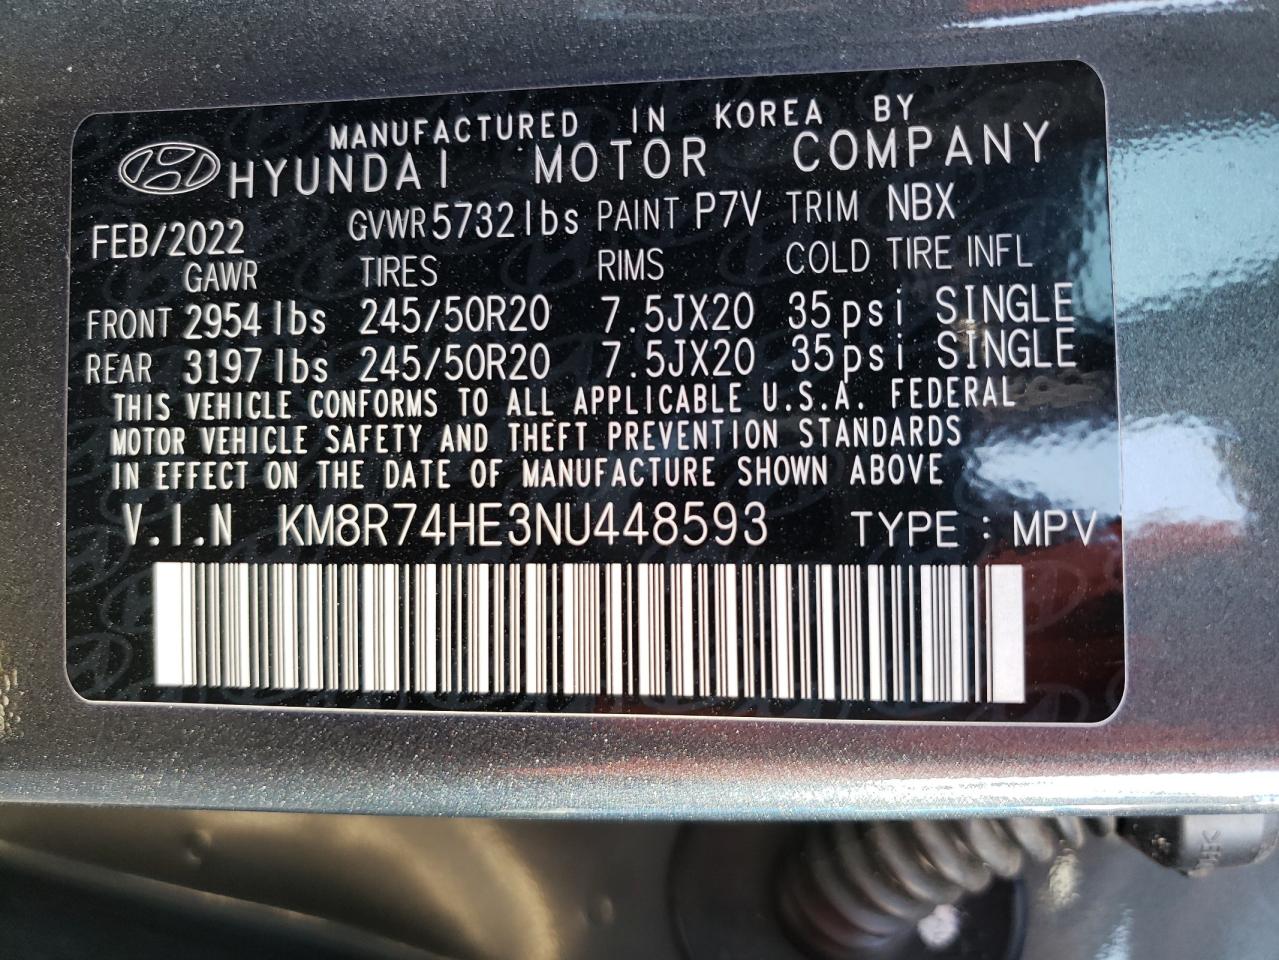 MANUFACTURED IN KOREA BY
HYUNDAI MOTOR COMPANY
FEB/2022 GVWR 5732lbs PAINT P7V TRIM NBX
GAWR TIRES RIMS COLD TIRE INFL
FRONT 2954lbs 245/50R20 7.5JX20 35psi SINGLE
REAR 3197lbs 245/50R20 7.5JX20 35psi SINGLE
THIS VEHICLE CONFORMS TO ALL APPLICABLE U.S.A. FEDERAL
MOTOR VEHICLE SAFETY AND THEFT PREVENTION STANDARDS
IN EFFECT ON THE DATE OF MANUFACTURE SHOWN ABOVE
V.I.N KM8R74HE3NU448593 TYPE : MPV